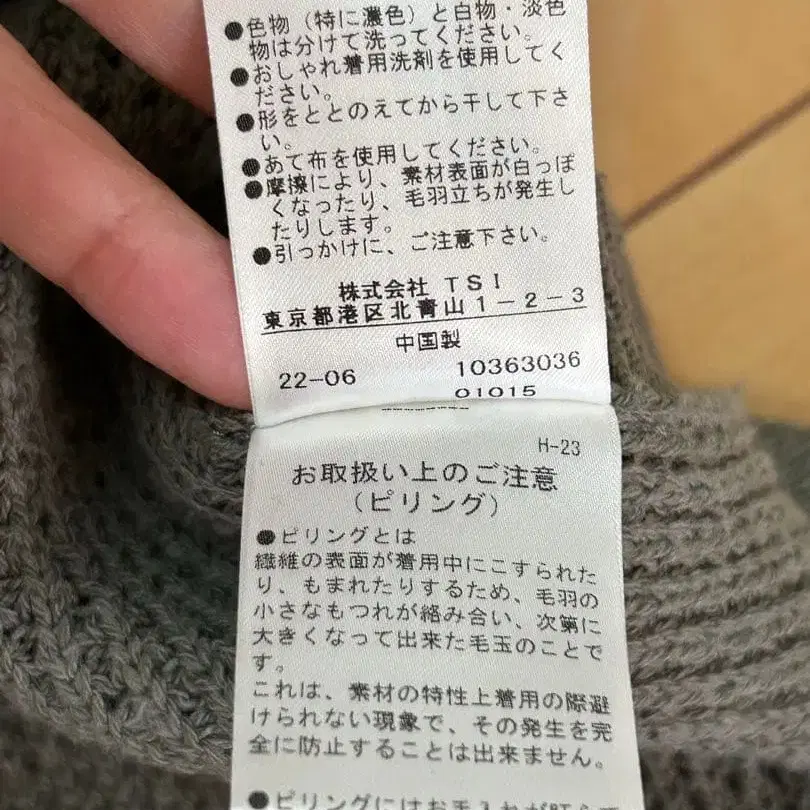 ●色物（特に濃色）と白物・淡色
物は分けて洗ってください。
●おしゃれ着用洗剤を使用してく
ださい。
●形をととのえてから干して下さ
い。
●あて布を使用してください。
●摩擦により、素材表面が白っぽ
くなったり、毛羽立ちが発生し
たりします。
●引っかけに、ご注意下さい。
株式会社 TSI
東京都港区北青山1-2-3
中国製
22-06 10363036
01015
H-23
お取扱い上のご注意
（ピリング）
●ピリングとは
繊維の表面が着用中にこすられた
り、もまれたりするため、毛羽の
小さなもつれが絡み合い、次第に
大きくなって出来た毛玉のことで
す。
これは、素材の特性上着用の際避
けられない現象で、その発生を完
全に防止することは出来ません。
●ピリングにはお手入れが